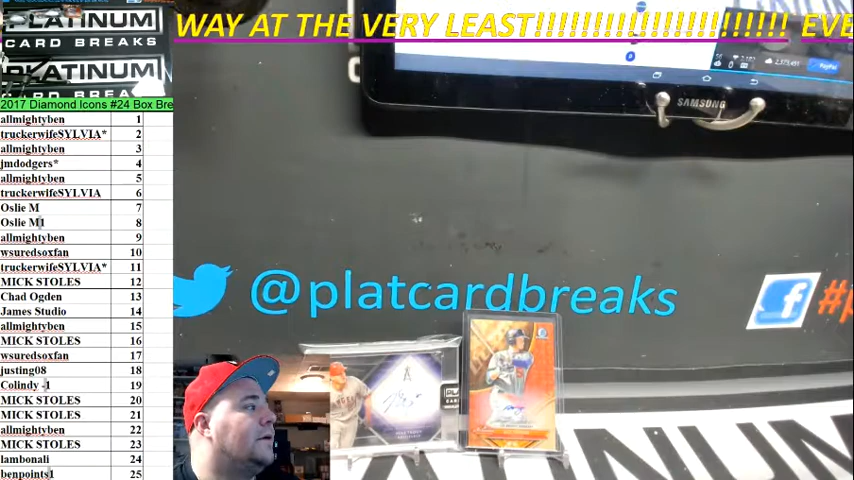 PLATINUM
CARD BREAKS
PLATINUM
CARD BREAKS
WAY AT THE VERY LEAST!!!!!!!!!!!!!!!!!!!!!!!!! EVE
2017 Diamond Icons #24 Box Bre
allmightyben 1
truckerwifeSYLVIA* 2
allmightyben 3
jmdodgers* 4
allmightyben 5
truckerwifeSYLVIA 6
Oslie M 7
Oslie M1 8
allmightyben 9
wsuredsoxfan 10
truckerwifeSYLVIA* 11
MICK STOLES 12
Chad Ogden 13
James Studio 14
allmightyben 15
MICK STOLES 16
wsuredsoxfan 17
justing08 18
Colindy -1 19
MICK STOLES 20
MICK STOLES 21
allmightyben 22
MICK STOLES 23
lambonali 24
benpoints1 25
PayPal
SAMSUNG
@platcardbreaks
f